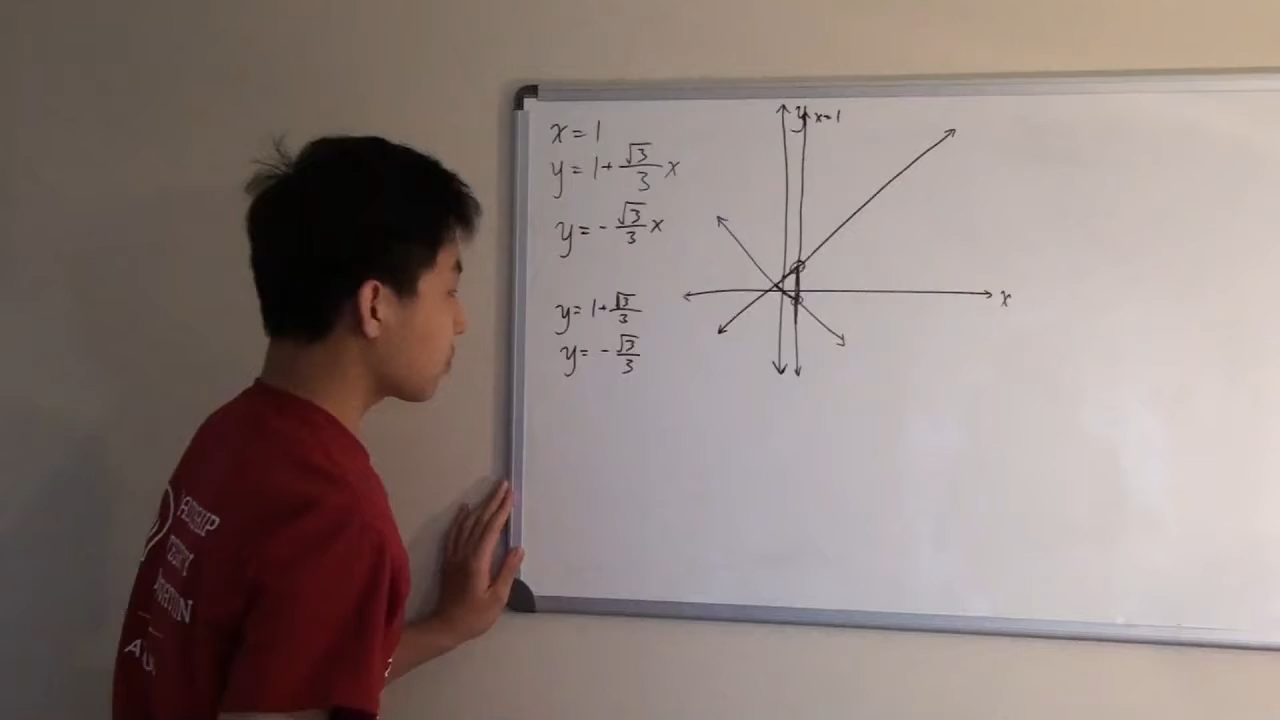 x = 1
y = 1 + √3/3 x
y = - √3/3 x
y = 1 + √3/3
y = - √3/3
y x = 1
x